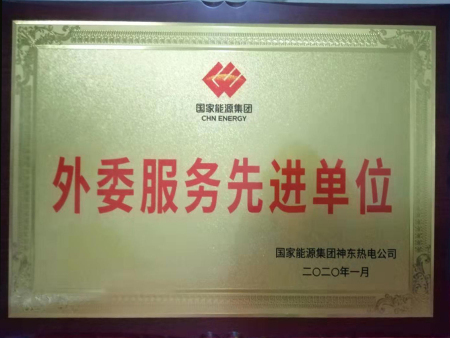 国家能源集团
CHN ENERGY
外委服务先进单位
国家能源集团神东热电公司
二〇二〇年一月